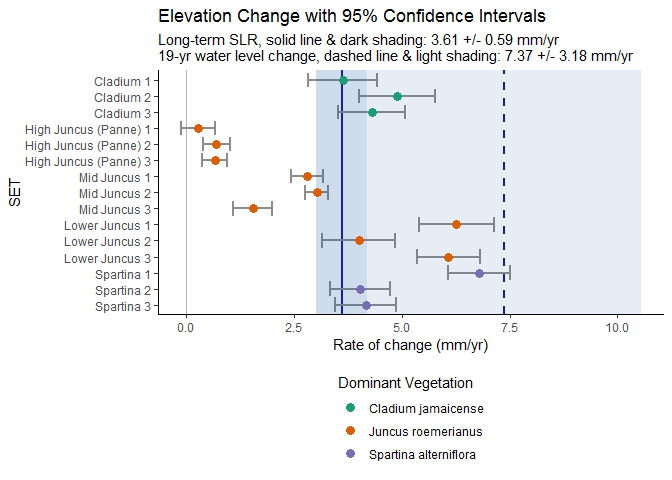 Elevation Change with 95% Confidence Intervals
Long-term SLR, solid line & dark shading: 3.61 +/- 0.59 mm/yr
19-yr water level change, dashed line & light shading: 7.37 +/- 3.18 mm/yr
SET
Cladium 1
Cladium 2
Cladium 3
High Juncus (Panne) 1
High Juncus (Panne) 2
High Juncus (Panne) 3
Mid Juncus 1
Mid Juncus 2
Mid Juncus 3
Lower Juncus 1
Lower Juncus 2
Lower Juncus 3
Spartina 1
Spartina 2
Spartina 3
0.0 2.5 5.0 7.5 10.0
Rate of change (mm/yr)
Dominant Vegetation
Cladium jamaicense
Juncus roemerianus
Spartina alterniflora